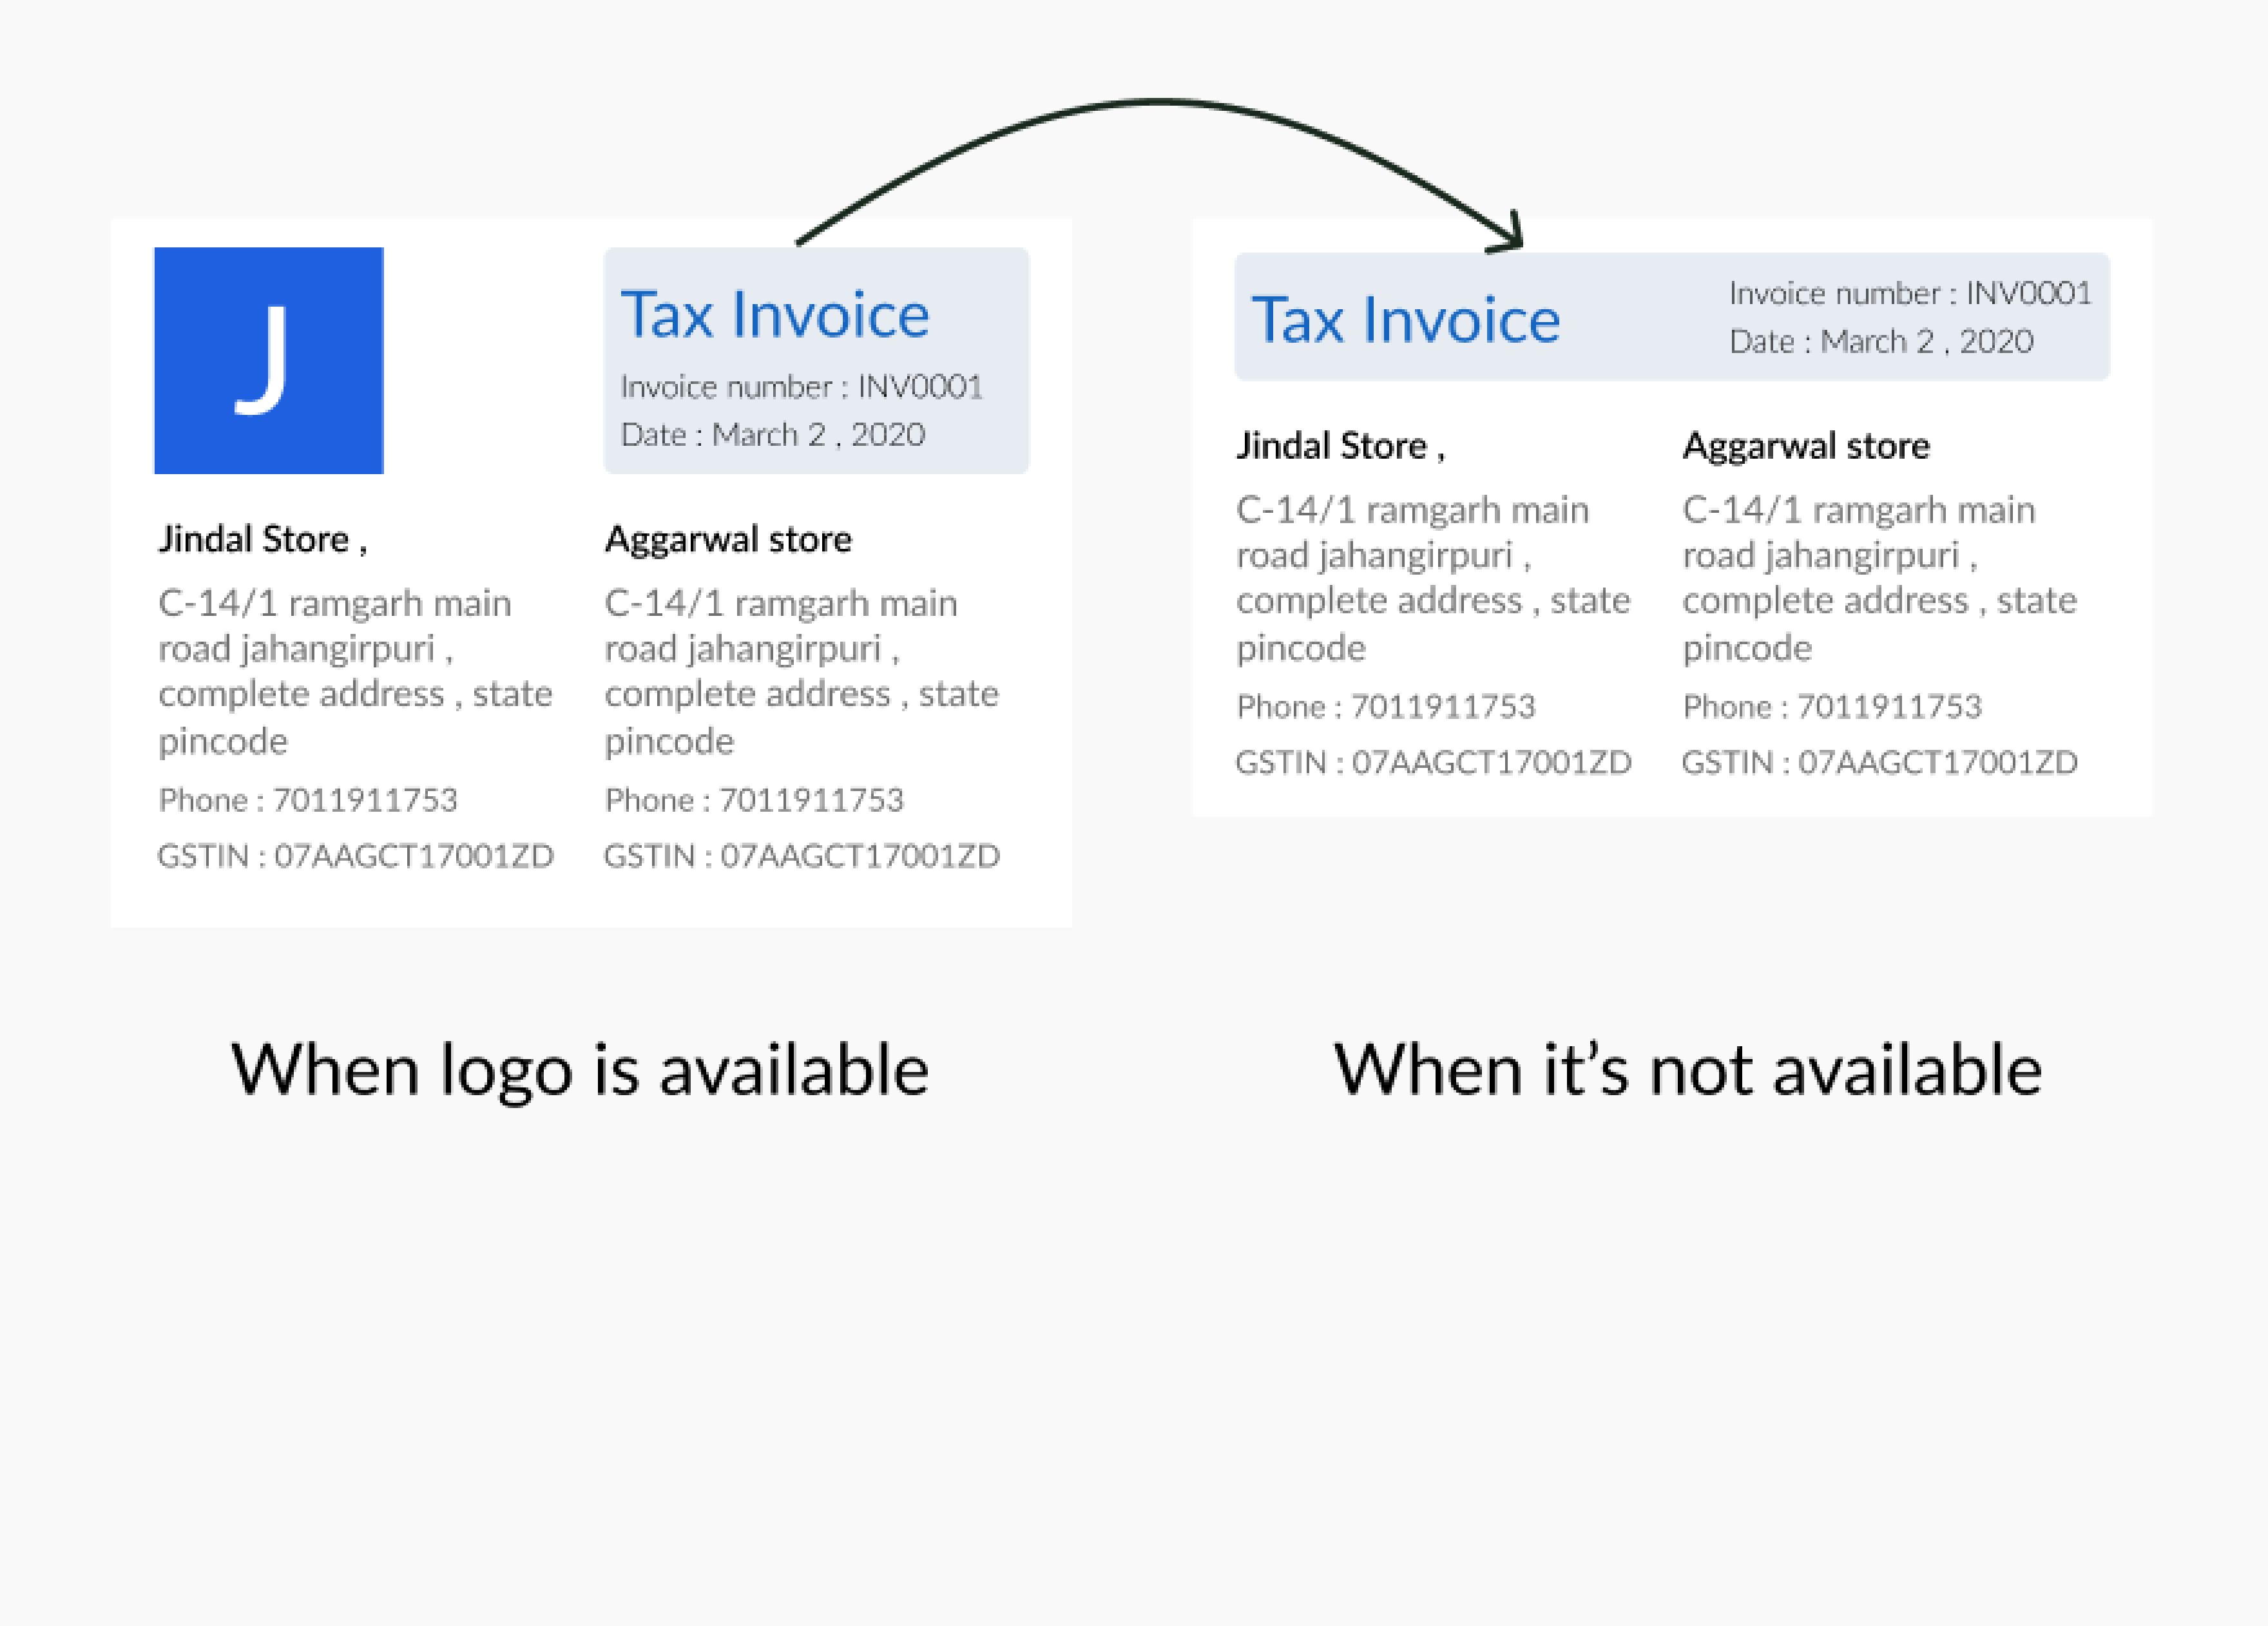 J
Tax Invoice
Invoice number : INV0001
Date : March 2 , 2020
Jindal Store ,
C-14/1 ramgarh main
road jahangirpuri ,
complete address , state
pincode
Phone : 7011911753
GSTIN : 07AAGCT17001ZD
Aggarwal store
C-14/1 ramgarh main
road jahangirpuri ,
complete address , state
pincode
Phone : 7011911753
GSTIN : 07AAGCT17001ZD
When logo is available
Tax Invoice
Invoice number : INV0001
Date : March 2 , 2020
Jindal Store ,
C-14/1 ramgarh main
road jahangirpuri ,
complete address , state
pincode
Phone : 7011911753
GSTIN : 07AAGCT17001ZD
Aggarwal store
C-14/1 ramgarh main
road jahangirpuri ,
complete address , state
pincode
Phone : 7011911753
GSTIN : 07AAGCT17001ZD
When it’s not available